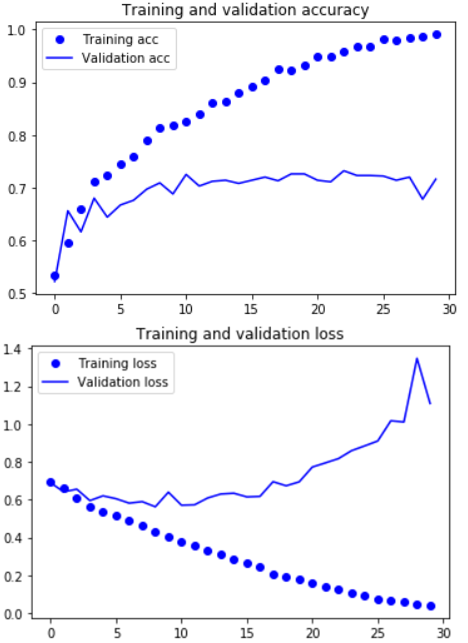 Training and validation accuracy
1.0
0.9
0.8
0.7
0.6
0.5
Training acc
Validation acc
0 5 10 15 20 25 30
Training and validation loss
1.4
1.2
1.0
0.8
0.6
0.4
0.2
0.0
Training loss
Validation loss
0 5 10 15 20 25 30